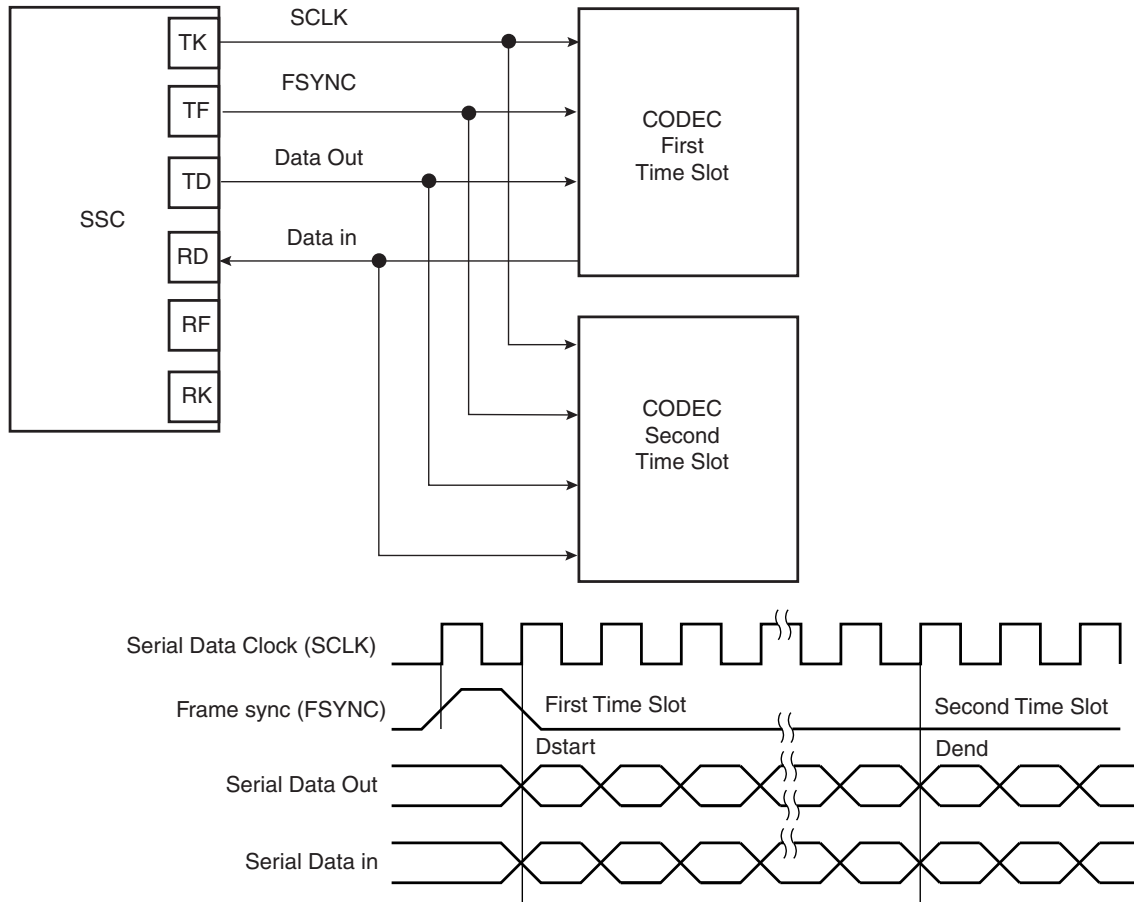 SSC
TK
TF
TD
RD
RF
RK
SCLK
FSYNC
Data Out
Data in
CODEC
First
Time Slot
CODEC
Second
Time Slot
Serial Data Clock (SCLK)
Frame sync (FSYNC)
First Time Slot
Second Time Slot
Dstart
Dend
Serial Data Out
Serial Data in